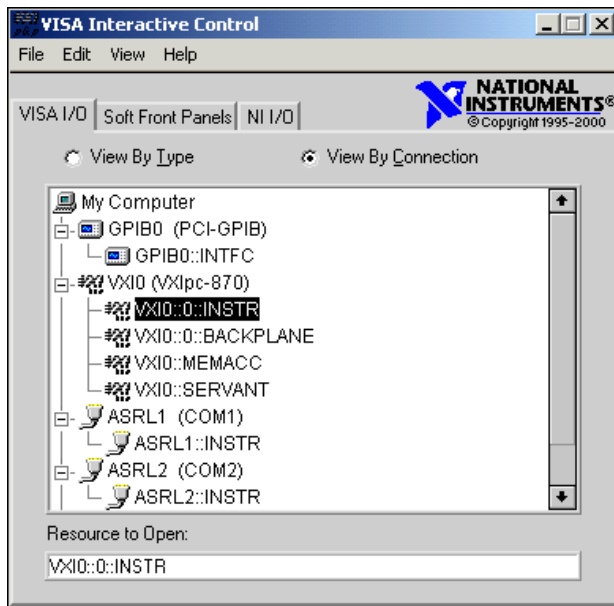 VISA Interactive Control
File Edit View Help
NATIONAL
INSTRUMENTS®
© Copyright 1995-2000
VISA I/O Soft Front Panels NI I/O
View By Type View By Connection
My Computer
GPIB0 (PCI-GPIB)
GPIB0::INTFC
VXI0 (VXIpc-870)
VXI0::0::INSTR
VXI0::0::BACKPLANE
VXI0::MEMACC
VXI0::SERVANT
ASRL1 (COM1)
ASRL1::INSTR
ASRL2 (COM2)
ASRL2::INSTR
Resource to Open:
VXI0::0::INSTR